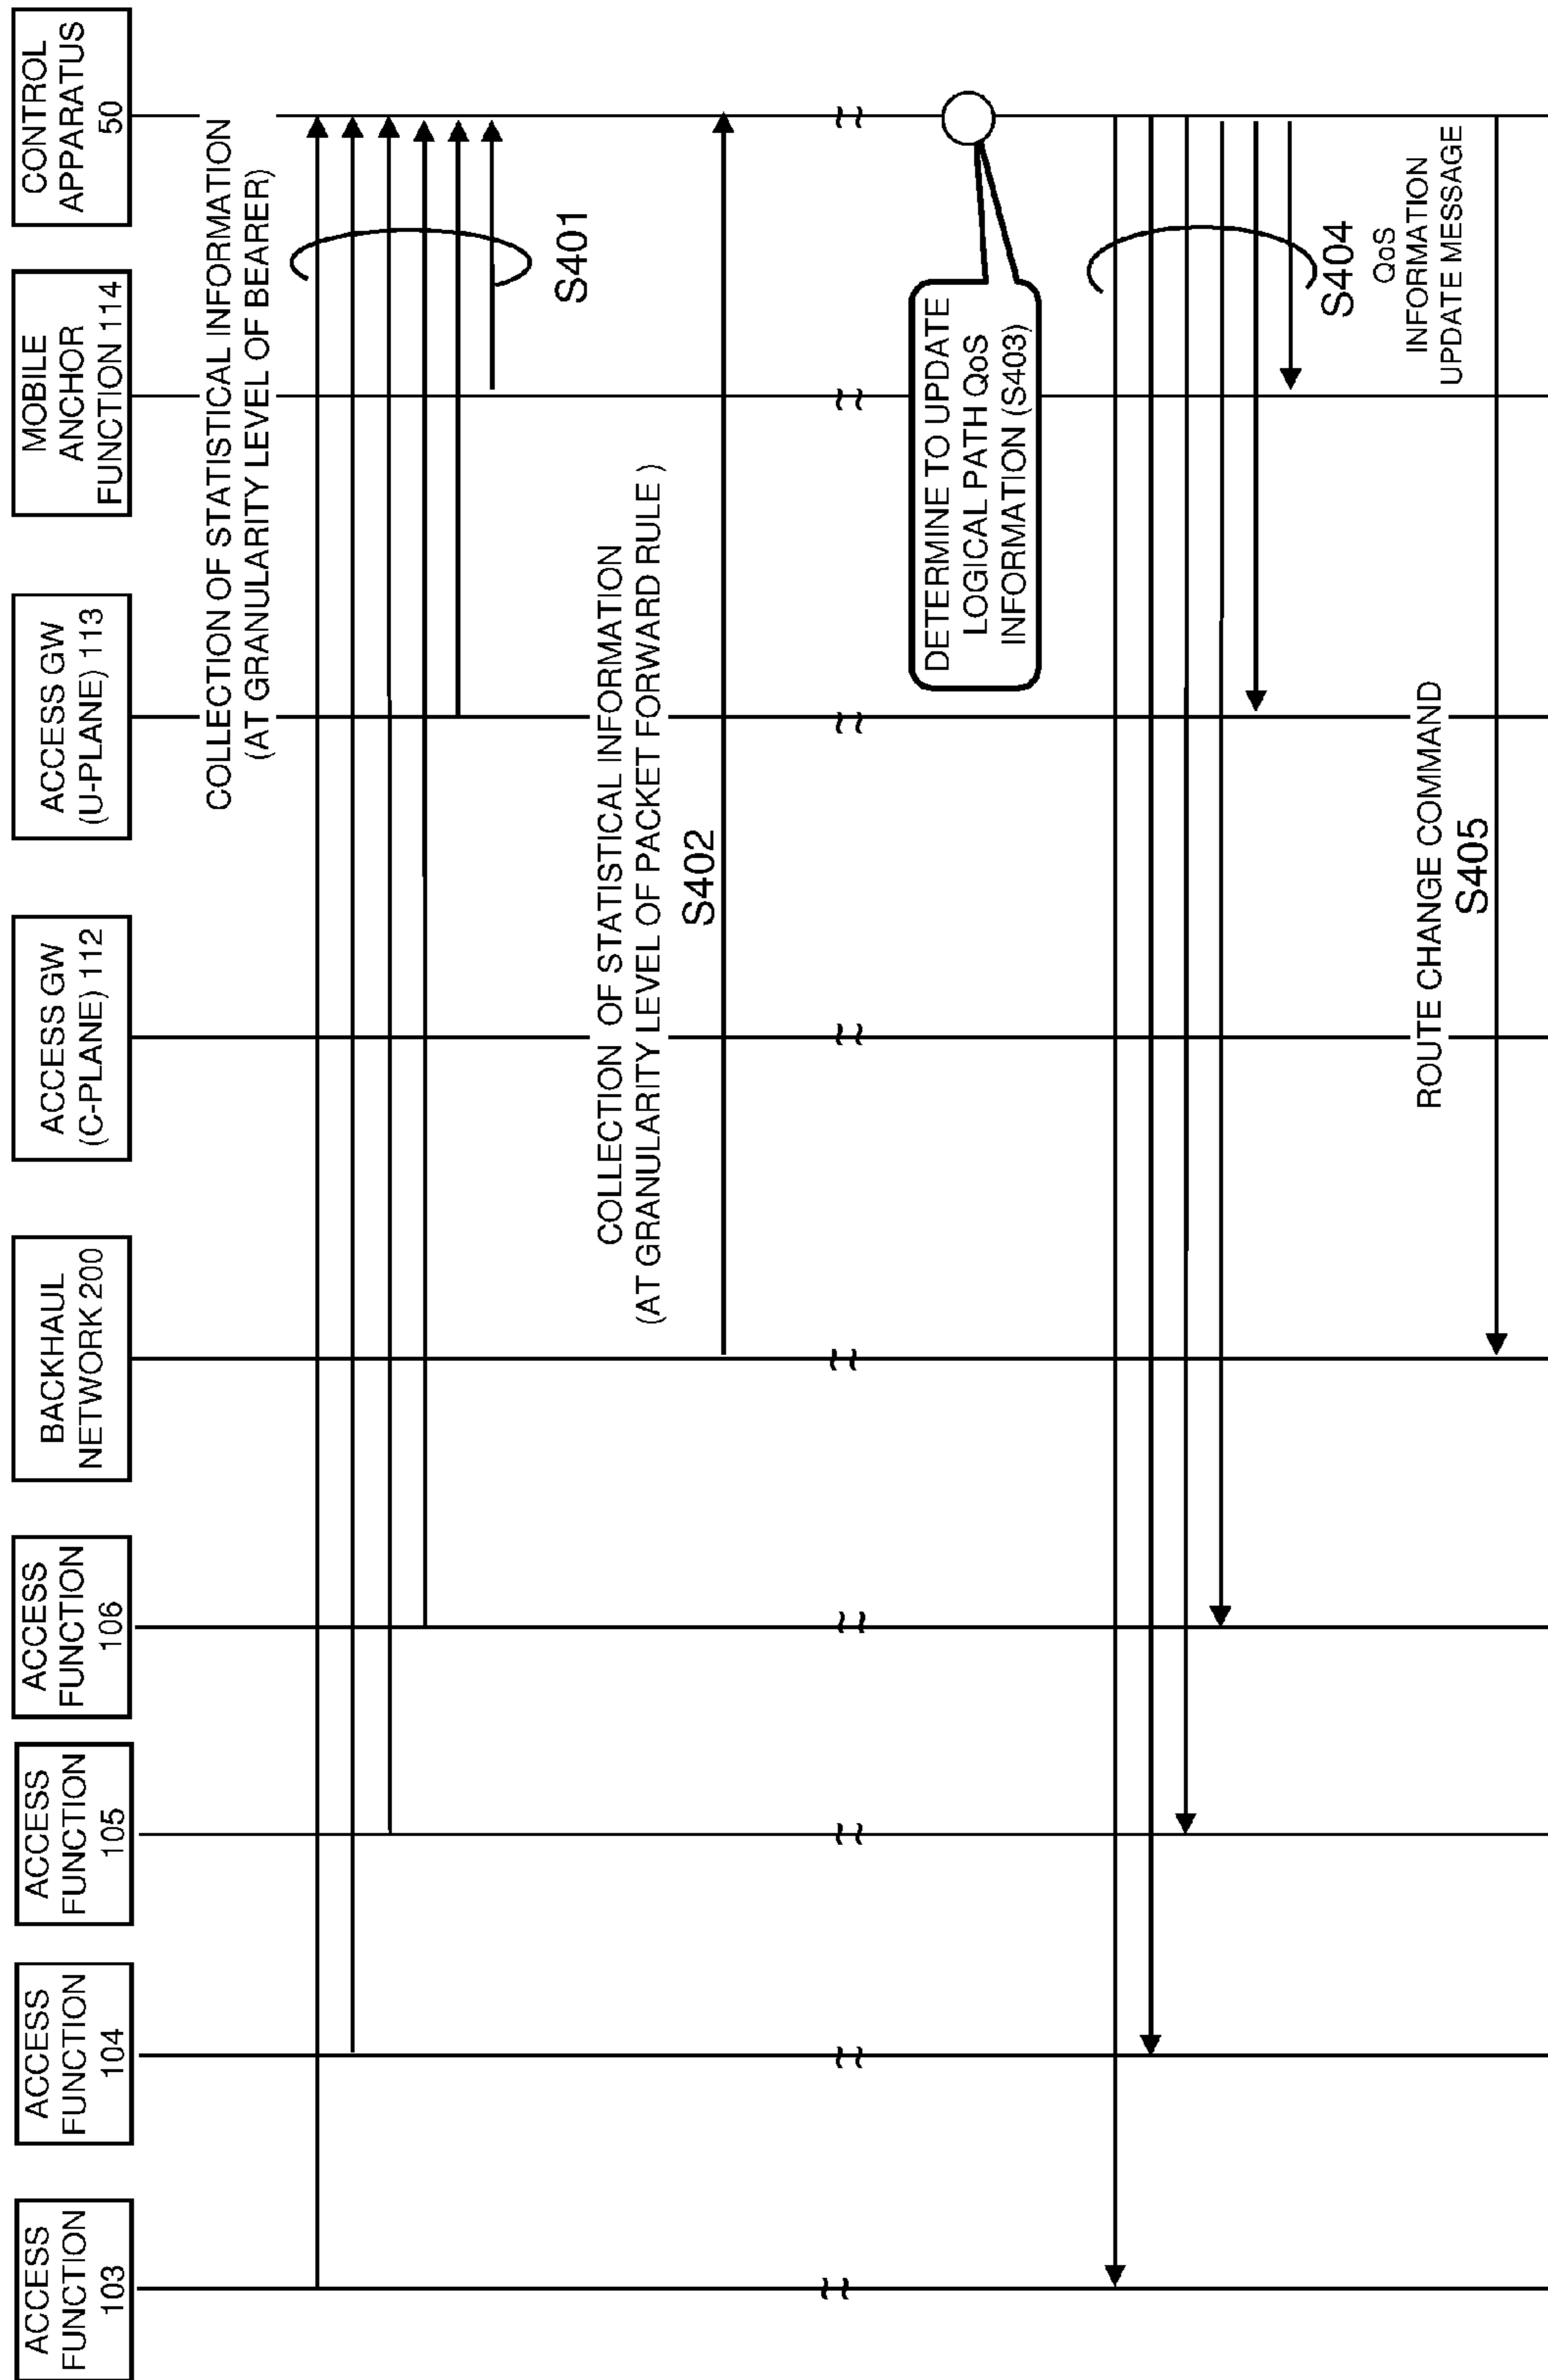 ACCESS
FUNCTION
103
ACCESS
FUNCTION
104
ACCESS
FUNCTION
105
ACCESS
FUNCTION
106
BACKHAUL
NETWORK 200
ACCESS GW
(C-PLANE) 112
ACCESS GW
(U-PLANE) 113
MOBILE
ANCHOR
FUNCTION 114
CONTROL
APPARATUS
50
COLLECTION OF STATISTICAL INFORMATION
(AT GRANULARITY LEVEL OF BEARER)
S401
COLLECTION OF STATISTICAL INFORMATION
(AT GRANULARITY LEVEL OF PACKET FORWARD RULE )
S402
DETERMINE TO UPDATE
LOGICAL PATH QoS
INFORMATION (S403)
S404
QoS
INFORMATION
UPDATE MESSAGE
ROUTE CHANGE COMMAND
S405